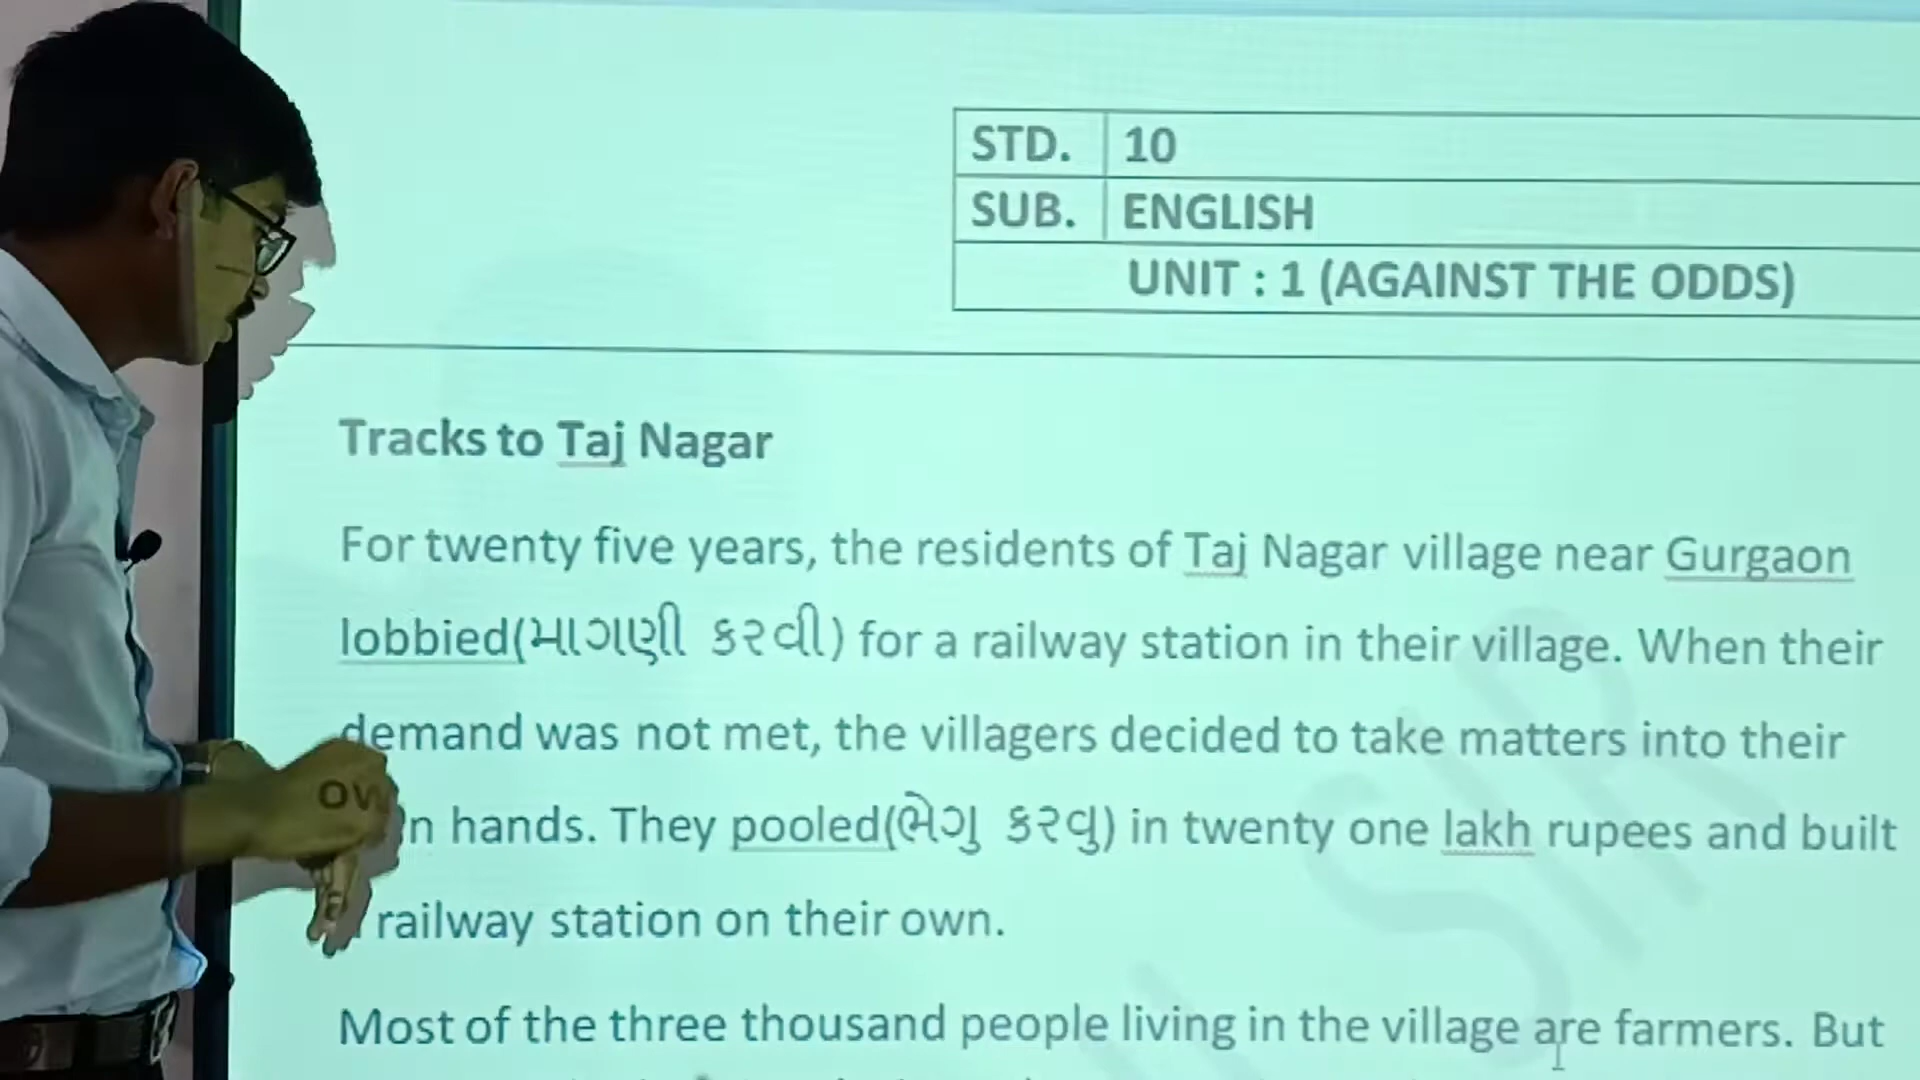 STD. 10
SUB. ENGLISH
UNIT : 1 (AGAINST THE ODDS)
Tracks to Taj Nagar
For twenty five years, the residents of Taj Nagar village near Gurgaon
lobbied(માગણી કરવી) for a railway station in their village. When their
demand was not met, the villagers decided to take matters into their
own hands. They pooled(ભેગુ કરવુ) in twenty one lakh rupees and built
railway station on their own.
Most of the three thousand people living in the village are farmers. But
SIR